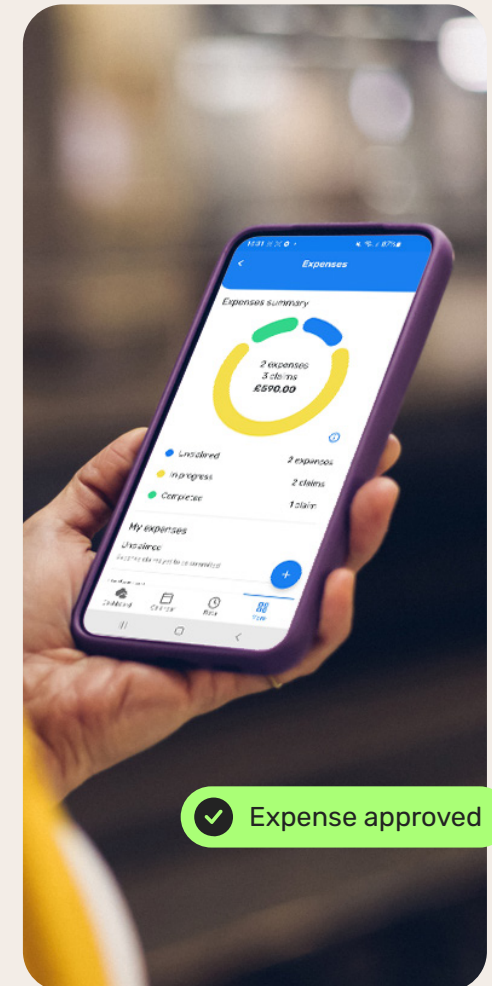 Expenses
Expenses summary
2 expenses
3 claims
£590.00
Unclaimed 2 expenses
In progress 2 claims
Completed 1 claim
My expenses
Unclaimed
+
Expense approved